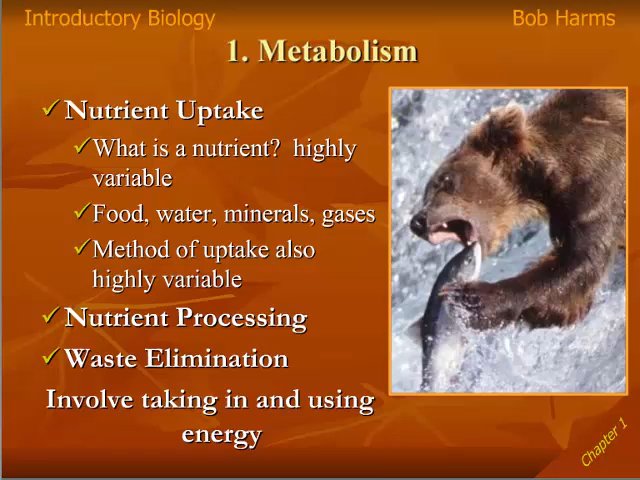 Introductory Biology
Bob Harms
1. Metabolism
Nutrient Uptake
What is a nutrient? highly
variable
Food, water, minerals, gases
Method of uptake also
highly variable
Nutrient Processing
Waste Elimination
Involve taking in and using
energy
Chapter 1